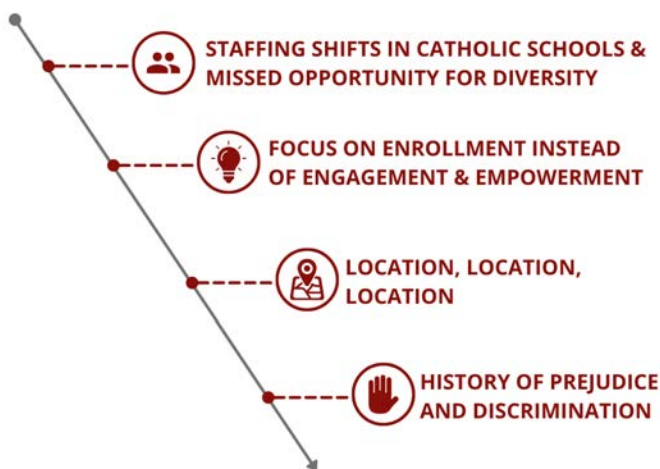 STAFFING SHIFTS IN CATHOLIC SCHOOLS &
MISSED OPPORTUNITY FOR DIVERSITY
FOCUS ON ENROLLMENT INSTEAD
OF ENGAGEMENT & EMPOWERMENT
LOCATION, LOCATION,
LOCATION
HISTORY OF PREJUDICE
AND DISCRIMINATION